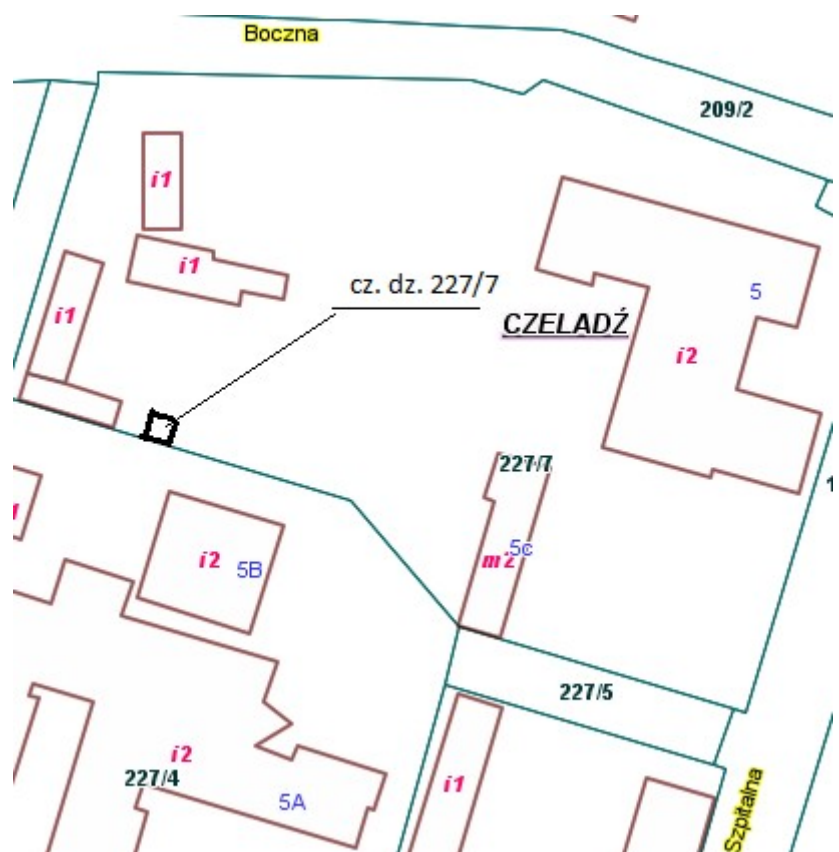 Boczna
209/2
i1
i1
cz. dz. 227/7
5
i1
CZELADŹ
i2
227/7
5c
m2
i2
5B
227/5
i2
227/4
i1
5A
Szpitalna